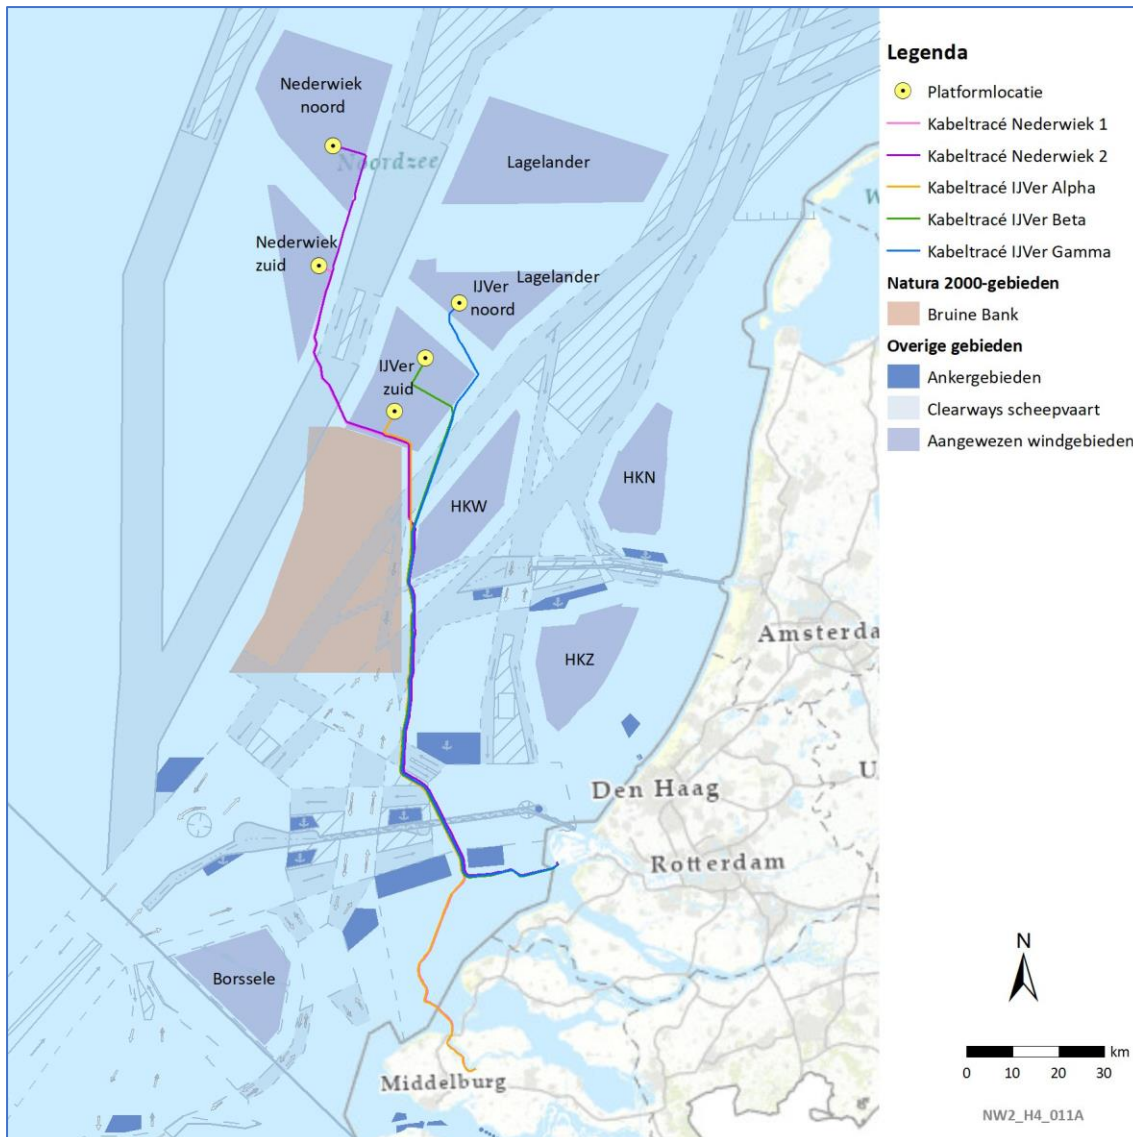 Nederwiek
noord
Noordzee
Lagelander
Nederwiek
zuid
Lagelander
IJVer
noord
IJVer
zuid
HKN
HKW
HKZ
Amsterda
Den Haag
U
Rotterdam
Borssele
Middelburg
W
Legenda
Platformlocatie
Kabeltracé Nederwiek 1
Kabeltracé Nederwiek 2
Kabeltracé IJVer Alpha
Kabeltracé IJVer Beta
Kabeltracé IJVer Gamma
Natura 2000-gebieden
Bruine Bank
Overige gebieden
Ankergebieden
Clearways scheepvaart
Aangewezen windgebieden
N
km
0 10 20 30
NW2_H4_011A